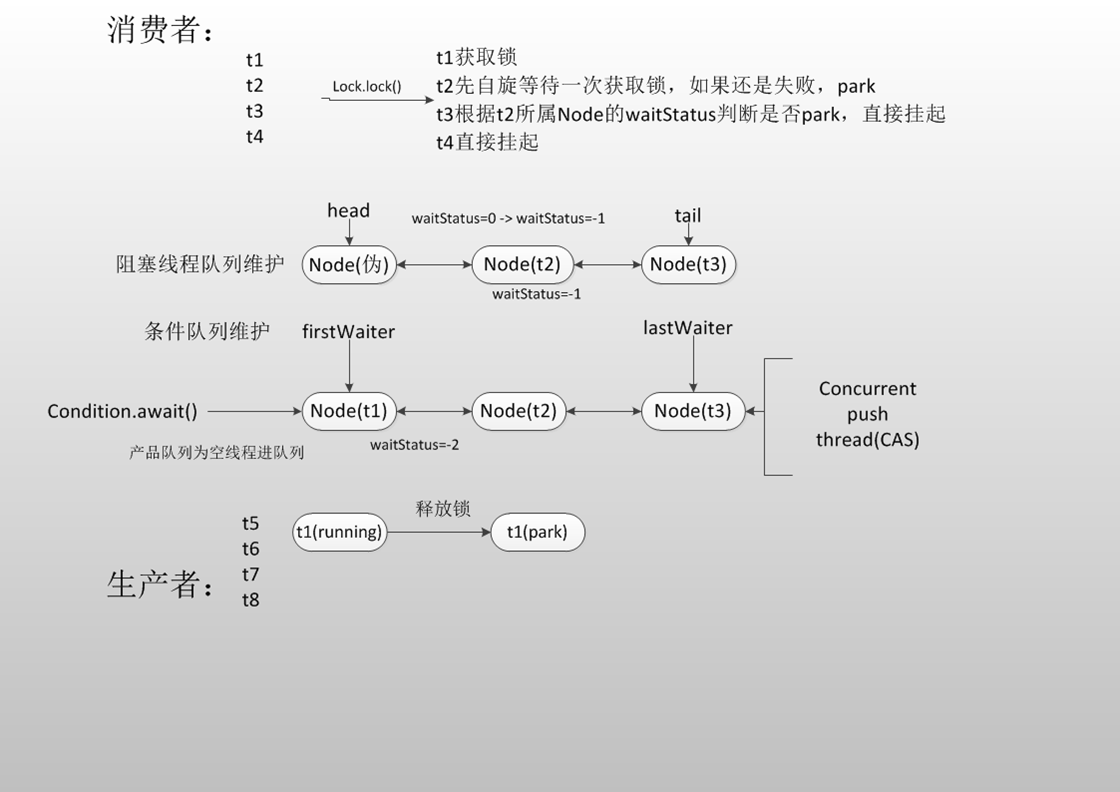 消费者：
t1
t2
t3
t4
Lock.lock()
t1获取锁
t2先自旋等待一次获取锁，如果还是失败，park
t3根据t2所属Node的waitStatus判断是否park，直接挂起
t4直接挂起
head
waitStatus=0 -> waitStatus=-1
tail
阻塞线程队列维护
Node(伪)
Node(t2)
Node(t3)
waitStatus=-1
条件队列维护
firstWaiter
lastWaiter
Condition.await()
Node(t1)
Node(t2)
Node(t3)
Concurrent
push
thread(CAS)
产品队列为空线程进队列
waitStatus=-2
生产者：
t5
t6
t7
t8
t1(running)
释放锁
t1(park)